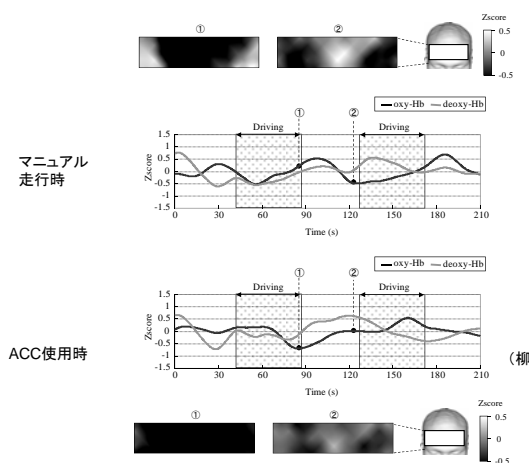 Zscore
① ②
0.5
0
-0.5
oxy-Hb deoxy-Hb
① ②
マニュアル
走行時
Driving Driving
Zscore
1.5
1
0.5
0
-0.5
-1
-1.5
0 30 60 90 120 150 180 210
Time (s)
oxy-Hb deoxy-Hb
① ②
ACC使用時
Driving Driving
Zscore
1.5
1
0.5
0
-0.5
-1
-1.5
0 30 60 90 120 150 180 210
Time (s)
(柳
① ②
Zscore
0.5
0
-0.5